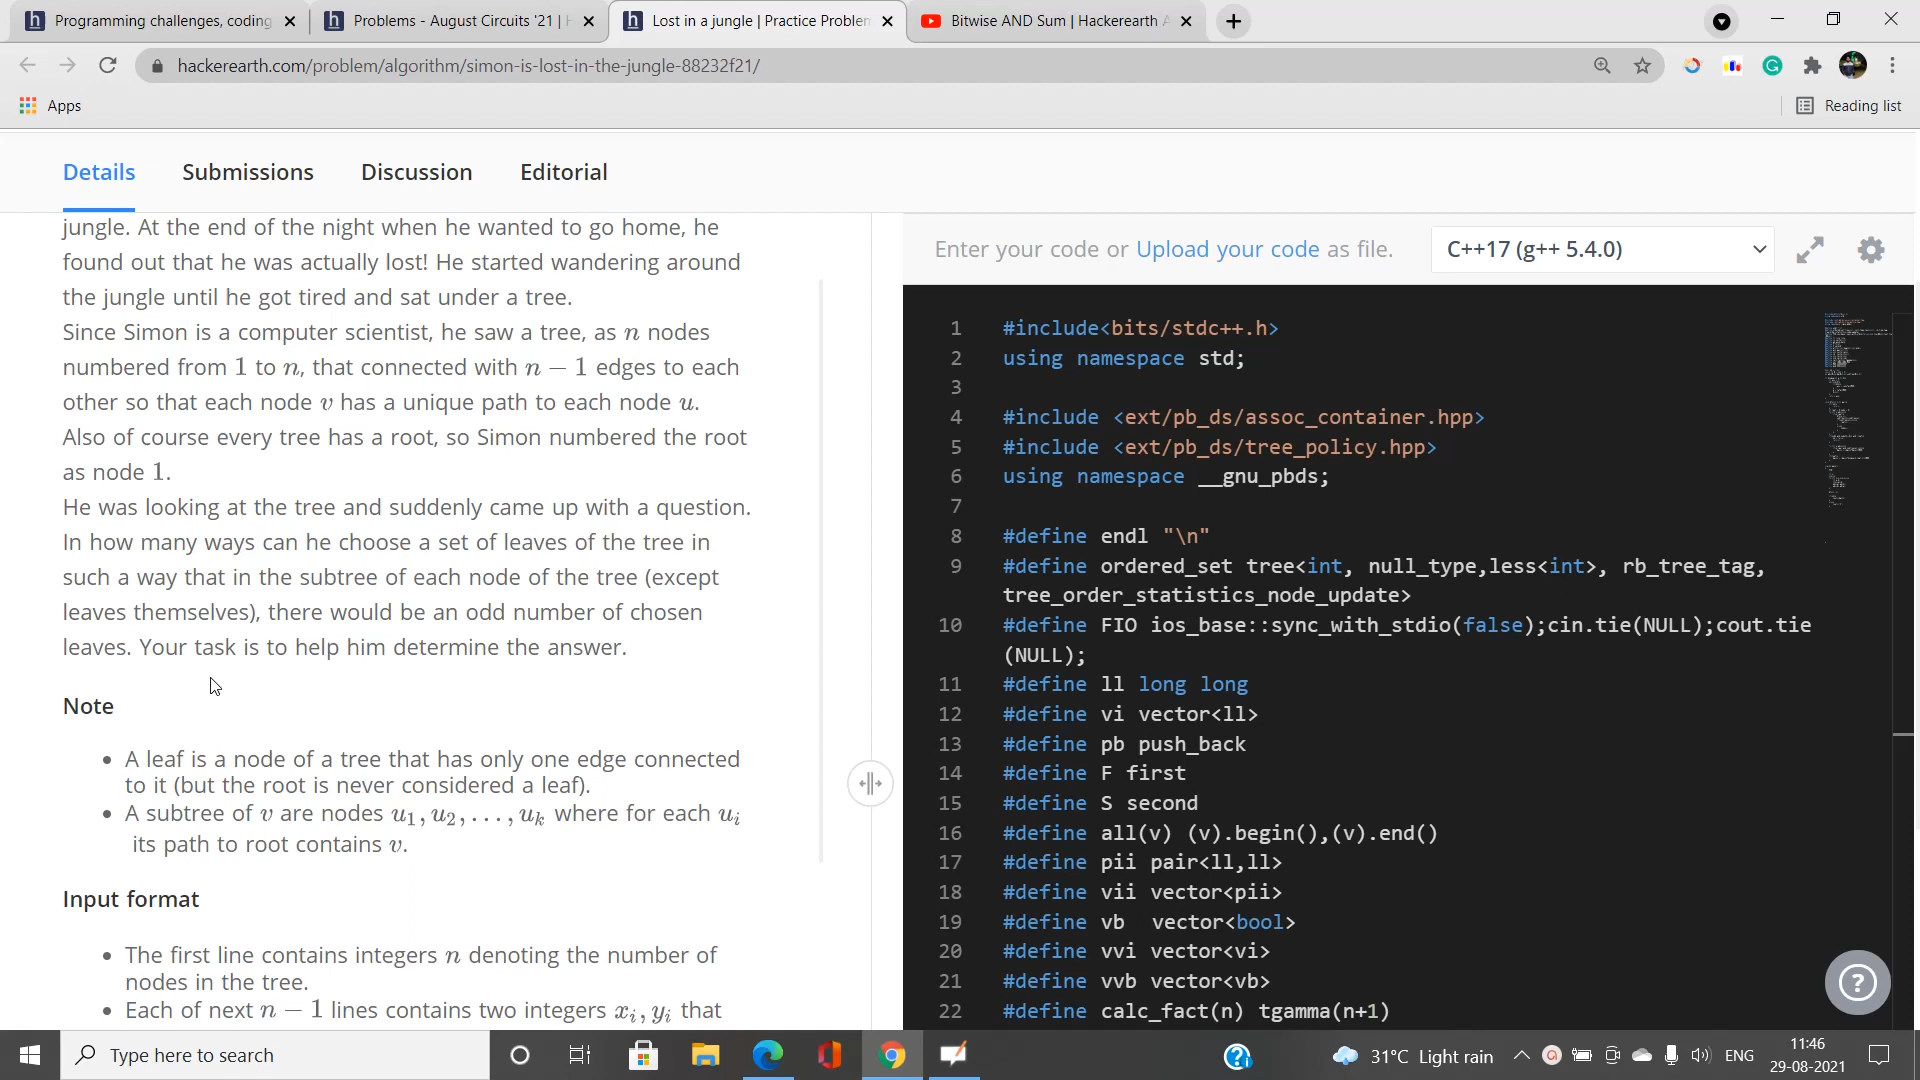 Programming challenges, coding
Problems - August Circuits '21 | H
Lost in a jungle | Practice Problem
Bitwise AND Sum | Hackerearth A
hackerearth.com/problem/algorithm/simon-is-lost-in-the-jungle-88232f21/
Apps
Reading list
Details
Submissions
Discussion
Editorial
jungle. At the end of the night when he wanted to go home, he
found out that he was actually lost! He started wandering around
the jungle until he got tired and sat under a tree.
Since Simon is a computer scientist, he saw a tree, as n nodes
numbered from 1 to n, that connected with n − 1 edges to each
other so that each node v has a unique path to each node u.
Also of course every tree has a root, so Simon numbered the root
as node 1.
He was looking at the tree and suddenly came up with a question.
In how many ways can he choose a set of leaves of the tree in
such a way that in the subtree of each node of the tree (except
leaves themselves), there would be an odd number of chosen
leaves. Your task is to help him determine the answer.
Note
• A leaf is a node of a tree that has only one edge connected
to it (but the root is never considered a leaf).
• A subtree of v are nodes u1, u2, . . . , uk where for each ui
its path to root contains v.
Input format
• The first line contains integers n denoting the number of
nodes in the tree.
• Each of next n − 1 lines contains two integers xi, yi that
Enter your code or Upload your code as file.
C++17 (g++ 5.4.0)
1 #include<bits/stdc++.h>
2 using namespace std;
3
4 #include <ext/pb_ds/assoc_container.hpp>
5 #include <ext/pb_ds/tree_policy.hpp>
6 using namespace __gnu_pbds;
7
8 #define endl "\n"
9 #define ordered_set tree<int, null_type,less<int>, rb_tree_tag,
tree_order_statistics_node_update>
10 #define FIO ios_base::sync_with_stdio(false);cin.tie(NULL);cout.tie
(NULL);
11 #define ll long long
12 #define vi vector<ll>
13 #define pb push_back
14 #define F first
15 #define S second
16 #define all(v) (v).begin(),(v).end()
17 #define pii pair<ll,ll>
18 #define vii vector<pii>
19 #define vb  vector<bool>
20 #define vvi vector<vi>
21 #define vvb vector<vb>
22 #define calc_fact(n) tgamma(n+1)
Type here to search
31°C Light rain
ENG
11:46
29-08-2021